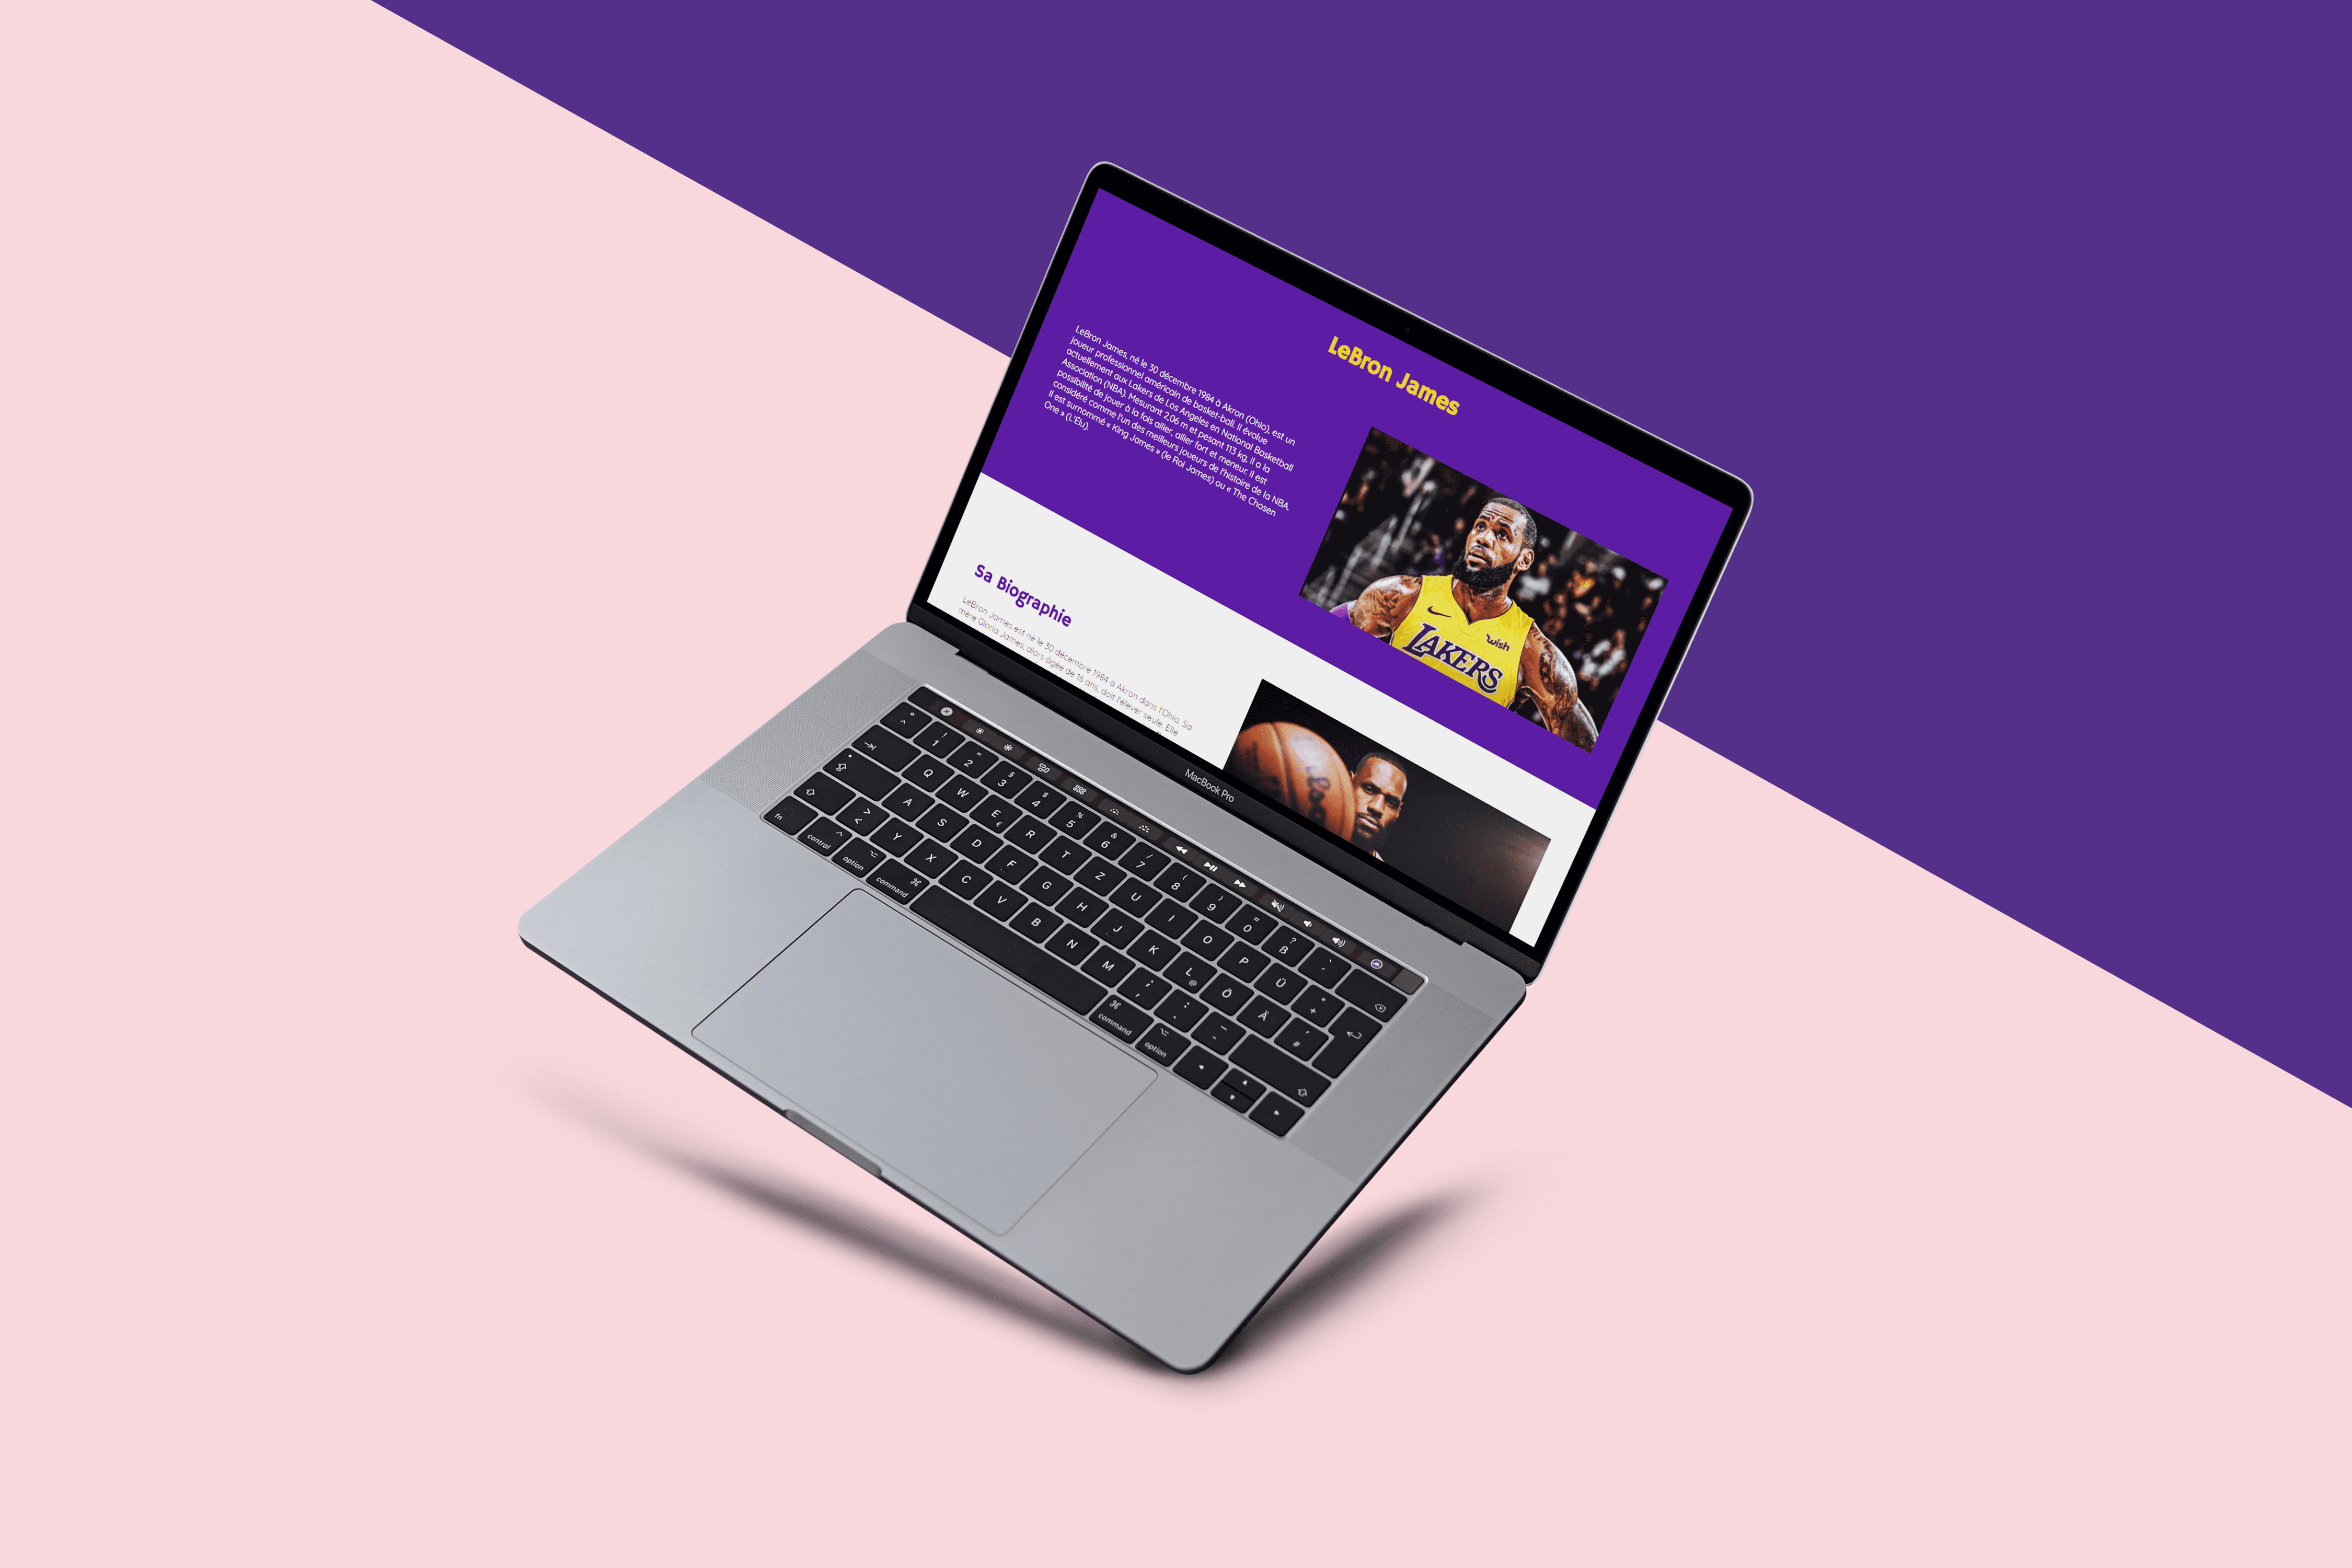 LeBron James
LeBron James, né le 30 décembre 1984 à Akron (Ohio), est un
joueur professionnel américain de basket-ball. Il évolue
actuellement aux Lakers de Los Angeles en National Basketball
Association (NBA). Mesurant 2,06 m et pesant 113 kg, il a la
possibilité de jouer à la fois ailier, ailier fort et meneur. Il est
considéré comme l'un des meilleurs joueurs de l'histoire de la NBA.
Il est surnommé « King James » (le Roi James) ou « The Chosen
One » (L'Élu).
wish
LAKERS
Sa Biographie
LeBron James est né le 30 décembre 1984 à Akron dans l'Ohio. Sa
mère Gloria James, alors âgée de 16 ans, doit l'élever seule. Elle
MacBook Pro
^ °
! 1
" 2
§ 3
$ 4
% 5
& 6
/ 7
( 8
) 9
= 0
? ß
Q W E € R T Z U I O P Ü * +
A S D F G H J K L @ Ö Ä ' #
> < Y X C V B N M ; , : . _ -
fn control option command command option